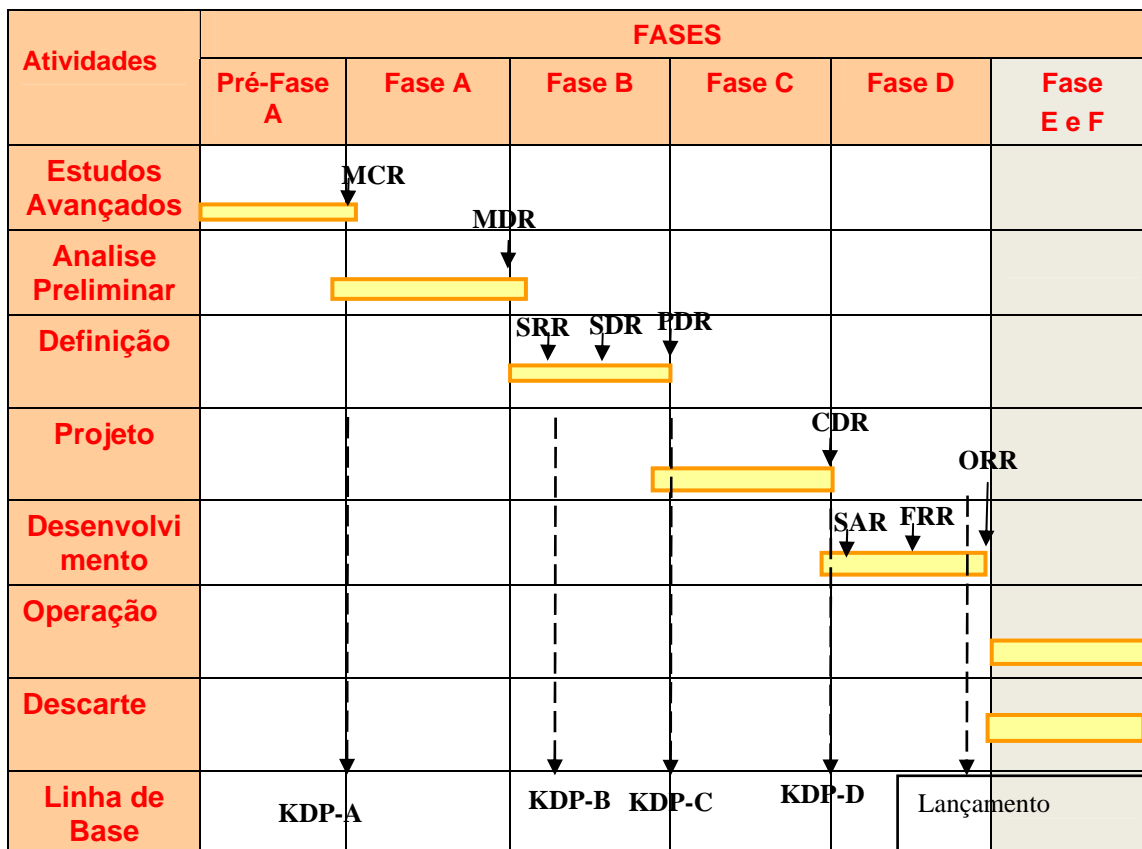 Atividades
FASES
Pré-Fase
A
Fase A
Fase B
Fase C
Fase D
Fase
E e F
Estudos
Avançados
MCR
MDR
Analise
Preliminar
Definição
SRR
SDR
PDR
Projeto
CDR
ORR
Desenvolvi
mento
SAR
FRR
Operação
Descarte
Linha de
Base
KDP-A
KDP-B
KDP-C
KDP-D
Lançamento